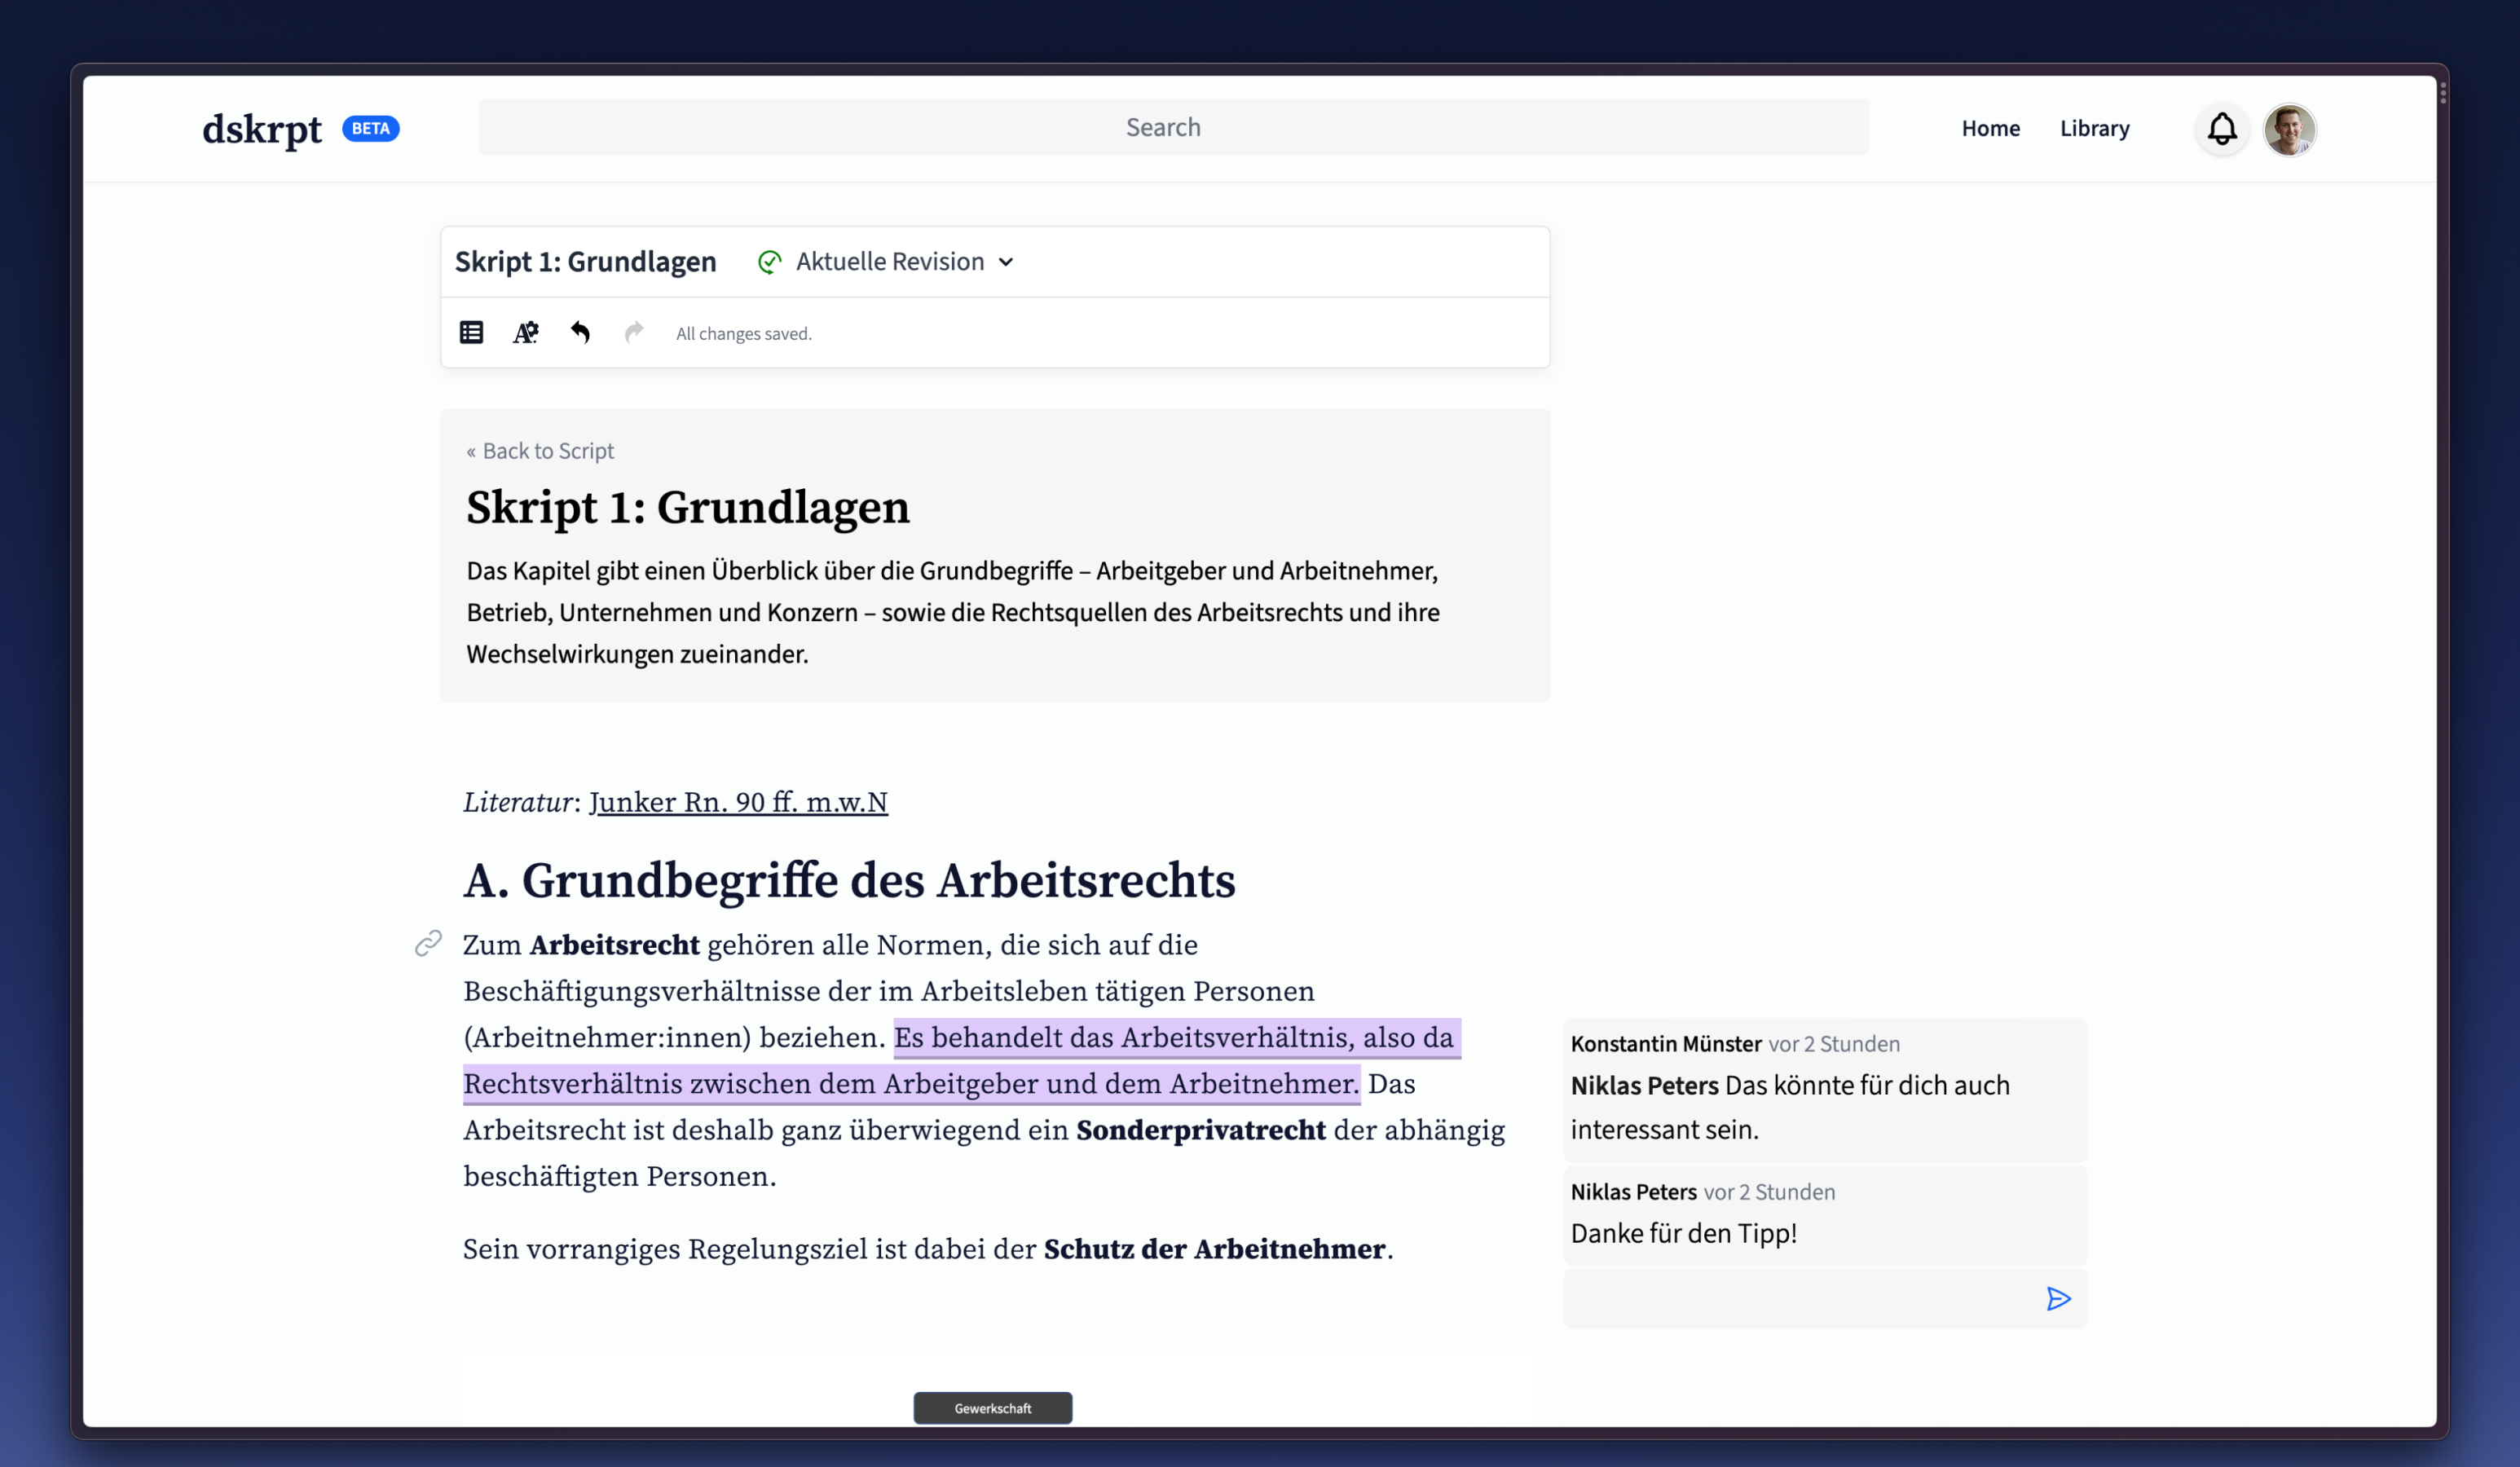 dskrpt BETA
Search
Home Library
Skript 1: Grundlagen Aktuelle Revision
All changes saved.
« Back to Script
Skript 1: Grundlagen
Das Kapitel gibt einen Überblick über die Grundbegriffe – Arbeitgeber und Arbeitnehmer,
Betrieb, Unternehmen und Konzern – sowie die Rechtsquellen des Arbeitsrechts und ihre
Wechselwirkungen zueinander.
Literatur: Junker Rn. 90 ff. m.w.N
A. Grundbegriffe des Arbeitsrechts
Zum Arbeitsrecht gehören alle Normen, die sich auf die
Beschäftigungsverhältnisse der im Arbeitsleben tätigen Personen
(Arbeitnehmer:innen) beziehen. Es behandelt das Arbeitsverhältnis, also da
Rechtsverhältnis zwischen dem Arbeitgeber und dem Arbeitnehmer. Das
Arbeitsrecht ist deshalb ganz überwiegend ein Sonderprivatrecht der abhängig
beschäftigten Personen.
Sein vorrangiges Regelungsziel ist dabei der Schutz der Arbeitnehmer.
Gewerkschaft
Konstantin Münster vor 2 Stunden
Niklas Peters Das könnte für dich auch
interessant sein.
Niklas Peters vor 2 Stunden
Danke für den Tipp!